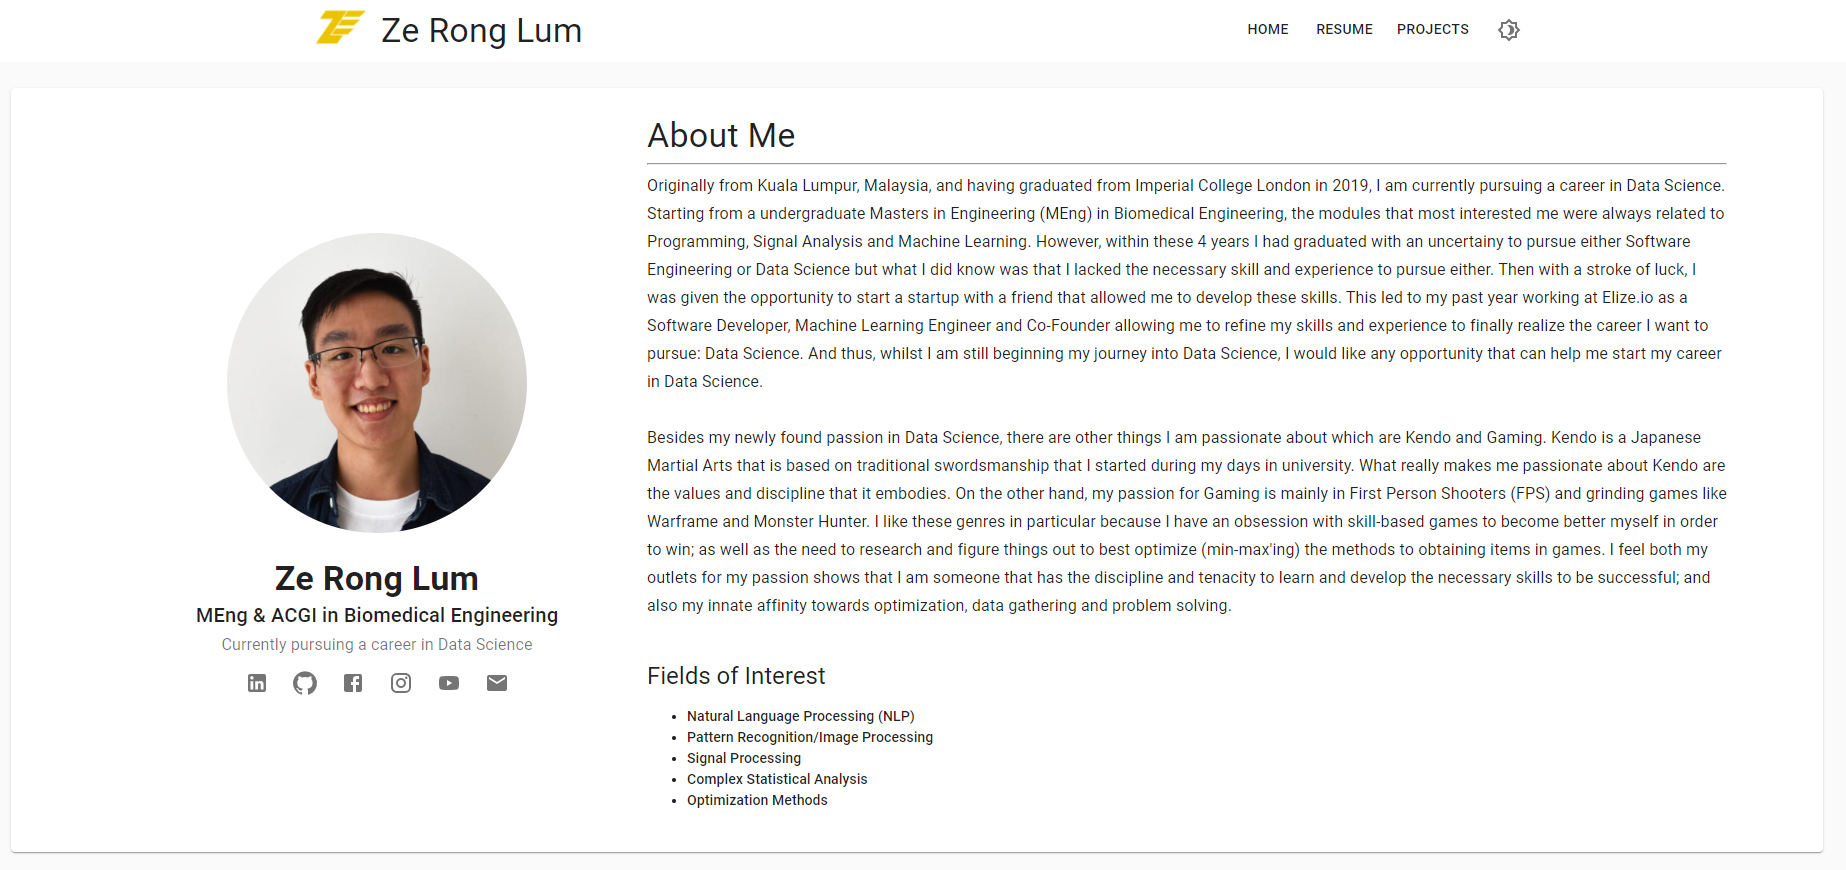 Ze Rong Lum
HOME
RESUME
PROJECTS
Ze Rong Lum
MEng & ACGI in Biomedical Engineering
Currently pursuing a career in Data Science
About Me
Originally from Kuala Lumpur, Malaysia, and having graduated from Imperial College London in 2019, I am currently pursuing a career in Data Science.
Starting from a undergraduate Masters in Engineering (MEng) in Biomedical Engineering, the modules that most interested me were always related to
Programming, Signal Analysis and Machine Learning. However, within these 4 years I had graduated with an uncertainy to pursue either Software
Engineering or Data Science but what I did know was that I lacked the necessary skill and experience to pursue either. Then with a stroke of luck, I
was given the opportunity to start a startup with a friend that allowed me to develop these skills. This led to my past year working at Elize.io as a
Software Developer, Machine Learning Engineer and Co-Founder allowing me to refine my skills and experience to finally realize the career I want to
pursue: Data Science. And thus, whilst I am still beginning my journey into Data Science, I would like any opportunity that can help me start my career
in Data Science.
Besides my newly found passion in Data Science, there are other things I am passionate about which are Kendo and Gaming. Kendo is a Japanese
Martial Arts that is based on traditional swordsmanship that I started during my days in university. What really makes me passionate about Kendo are
the values and discipline that it embodies. On the other hand, my passion for Gaming is mainly in First Person Shooters (FPS) and grinding games like
Warframe and Monster Hunter. I like these genres in particular because I have an obsession with skill-based games to become better myself in order
to win; as well as the need to research and figure things out to best optimize (min-max'ing) the methods to obtaining items in games. I feel both my
outlets for my passion shows that I am someone that has the discipline and tenacity to learn and develop the necessary skills to be successful; and
also my innate affinity towards optimization, data gathering and problem solving.
Fields of Interest
Natural Language Processing (NLP)
Pattern Recognition/Image Processing
Signal Processing
Complex Statistical Analysis
Optimization Methods